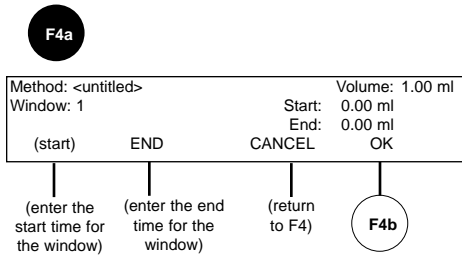 F4a
Method: <untitled> Volume: 1.00 ml
Window: 1 Start: 0.00 ml
End: 0.00 ml
(start) END CANCEL OK
(enter the start time for the window)
(enter the end time for the window)
(return to F4)
F4b